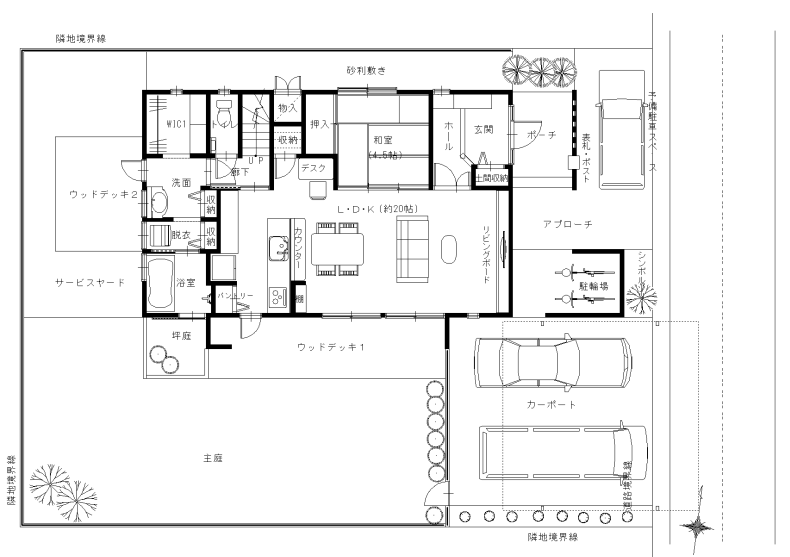 隣地境界線
砂利敷き
予備駐車スペース
物入
押入
WIC1
トイレ
和室
(4.5帖)
ホール
玄関
ポーチ
表札・ポスト
収納
UP
デスク
廊下
洗面
土間収納
ウッドデッキ2
収納
L・D・K (約20帖)
アプローチ
脱衣
収納
カウンター
リビングボード
サービスヤード
浴室
パントリー
棚
駐輪場
シンボル
坪庭
ウッドデッキ1
カーポート
主庭
隣地境界線
道路境界線
隣地境界線